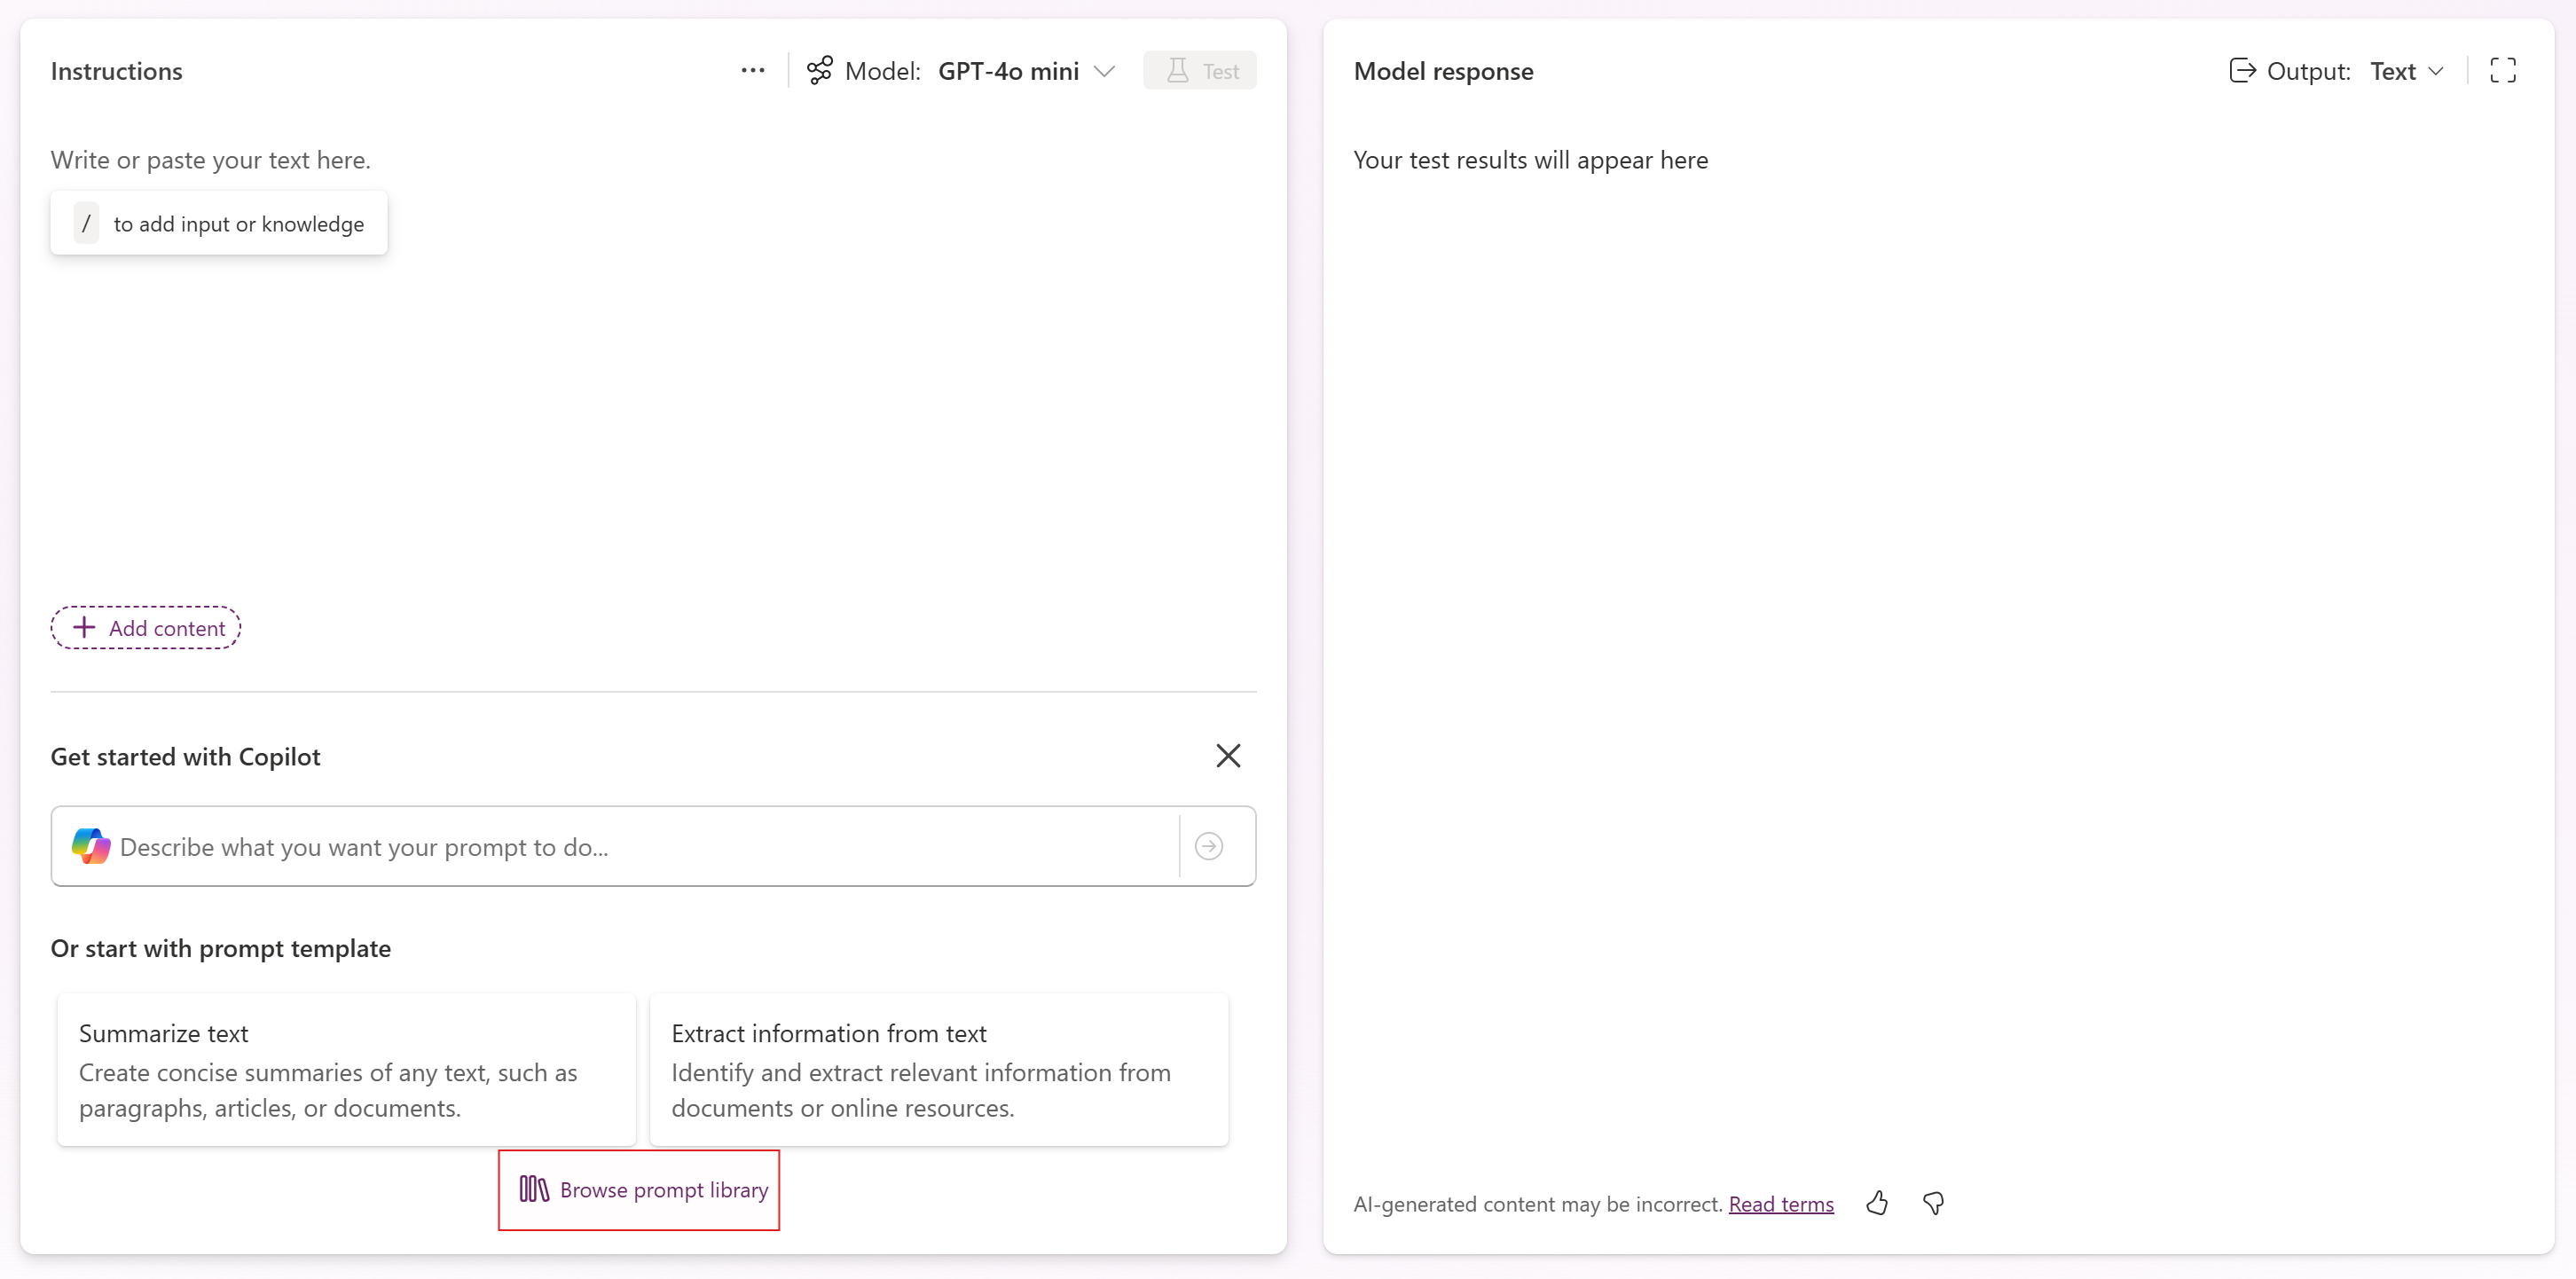 Instructions
Model: GPT-4o mini
Test
Write or paste your text here.
/ to add input or knowledge
Add content
Get started with Copilot
Describe what you want your prompt to do...
Or start with prompt template
Summarize text
Create concise summaries of any text, such as
paragraphs, articles, or documents.
Extract information from text
Identify and extract relevant information from
documents or online resources.
Browse prompt library
Model response
Output: Text
Your test results will appear here
AI-generated content may be incorrect. Read terms